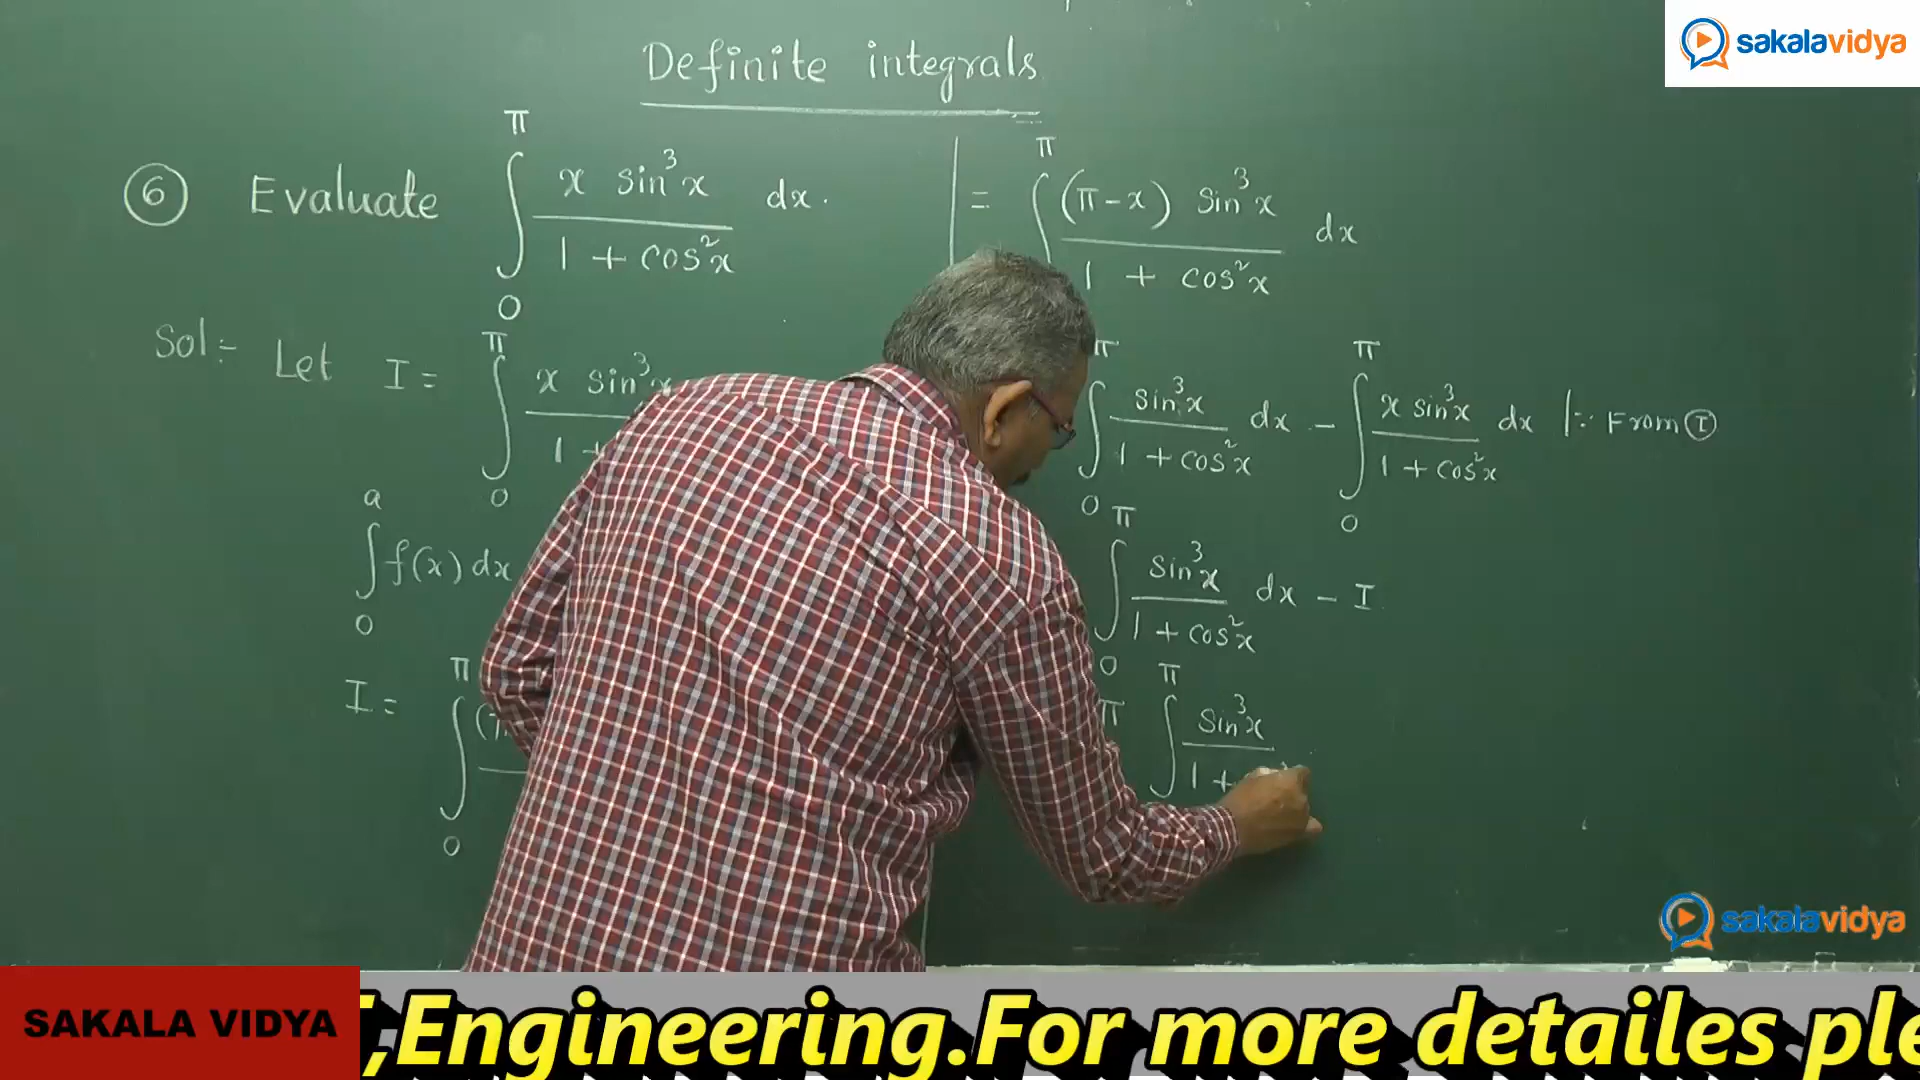 Definite integrals
⑥ Evaluate ∫₀^π x sin³x / 1 + cos²x dx.
Sol:- Let I = ∫₀^π x sin³x / 1 +
∫₀^a f(x) dx
I = ∫₀^π (π
= ∫^π (π-x) sin³x / 1 + cos²x dx
∫₀^π sin³x / 1 + cos²x dx - ∫₀^π x sin³x / 1 + cos²x dx |∵ From Ⓘ
∫₀^π sin³x / 1 + cos²x dx - I
π ∫^π sin³x / 1 +
sakalavidya
sakalavidya
SAKALA VIDYA
,Engineering.For more detailes ple